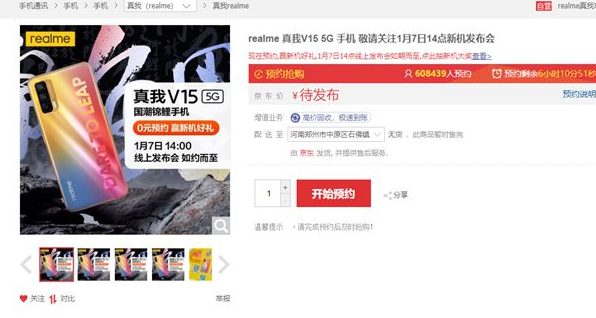 手机通讯 > 手机 > 手机 > 真我（realme） > 真我realme
自营 realme真我
realme
真我V15 5G
国潮锦鲤手机
0元预约 赢新机好礼
1月7日 14:00
线上发布会 如约而至
DARE TO LEAP
realme
关注 对比
举报
realme 真我V15 5G 手机 敬请关注1月7日14点新机发布会
现在预约,赢新机好礼,1月7日14点线上发布会如期而至,点此抽新机大奖查看>
预约抢购 608439人预约 预约剩余6小时10分51秒
京 东 价 ￥待发布 预约说明
增值业务 高价回收，极速到账
配 送 至 河南郑州市中原区石佛镇 无货，此商品暂时售完
由 京东 发货, 并提供售后服务.
1 + - 开始预约 分享
温馨提示 ·请完成预约后及时抢购！